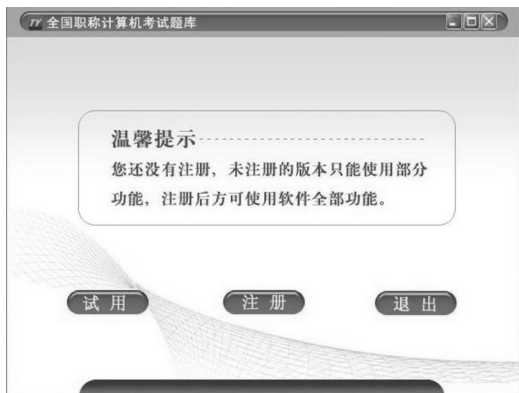 TY 全国职称计算机考试题库
温馨提示
您还没有注册，未注册的版本只能使用部分
功能，注册后方可使用软件全部功能。
试 用
注 册
退 出